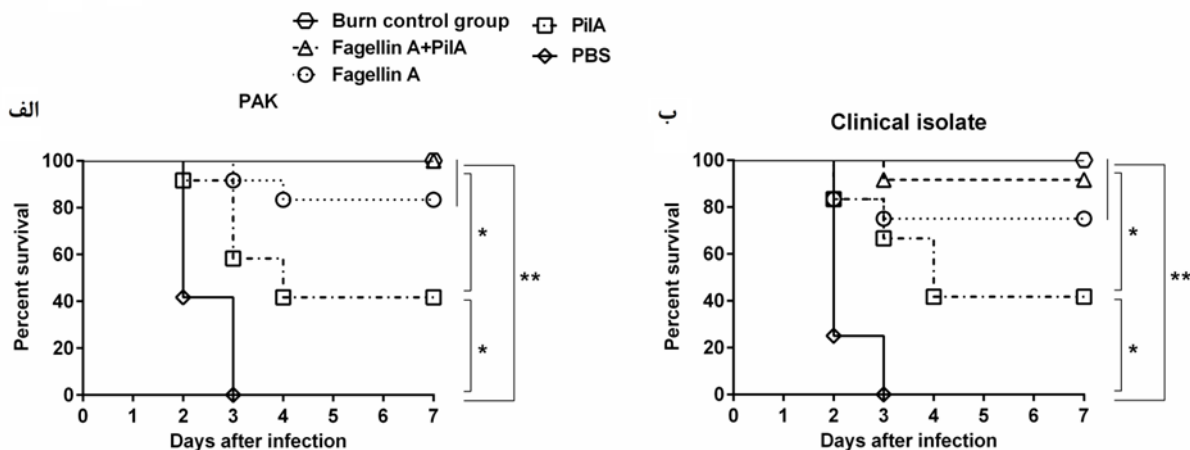 Burn control group
Fagellin A+PilA
Fagellin A
PilA
PBS
الف
PAK
Percent survival
100
80
60
40
20
0
0 1 2 3 4 5 6 7
Days after infection
*
*
**
ب
Clinical isolate
Percent survival
100
80
60
40
20
0
0 1 2 3 4 5 6 7
Days after infection
*
*
**